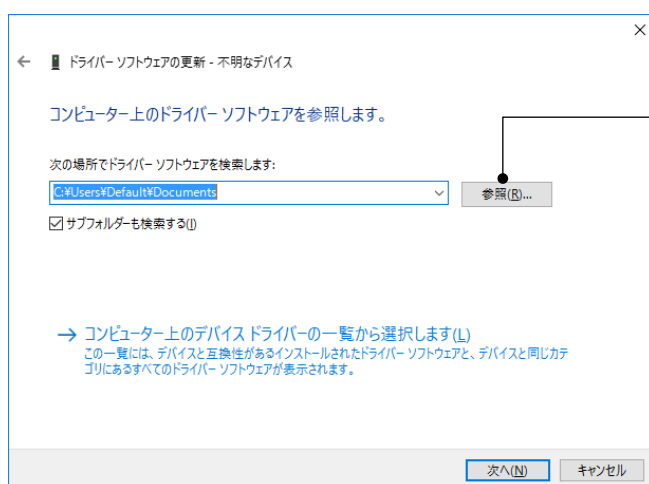 ドライバー ソフトウェアの更新 - 不明なデバイス
コンピューター上のドライバー ソフトウェアを参照します。
次の場所でドライバー ソフトウェアを検索します:
C:¥Users¥Default¥Documents
参照(R)...
サブフォルダーも検索する(I)
コンピューター上のデバイス ドライバーの一覧から選択します(L)
この一覧には、デバイスと互換性があるインストールされたドライバー ソフトウェアと、デバイスと同じカテ
ゴリにあるすべてのドライバー ソフトウェアが表示されます。
次へ(N)
キャンセル